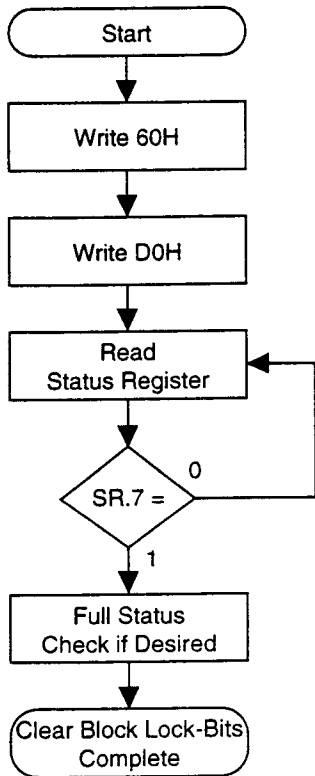 Start
Write 60H
Write D0H
Read
Status Register
0
SR.7 =
1
Full Status
Check if Desired
Clear Block Lock-Bits
Complete